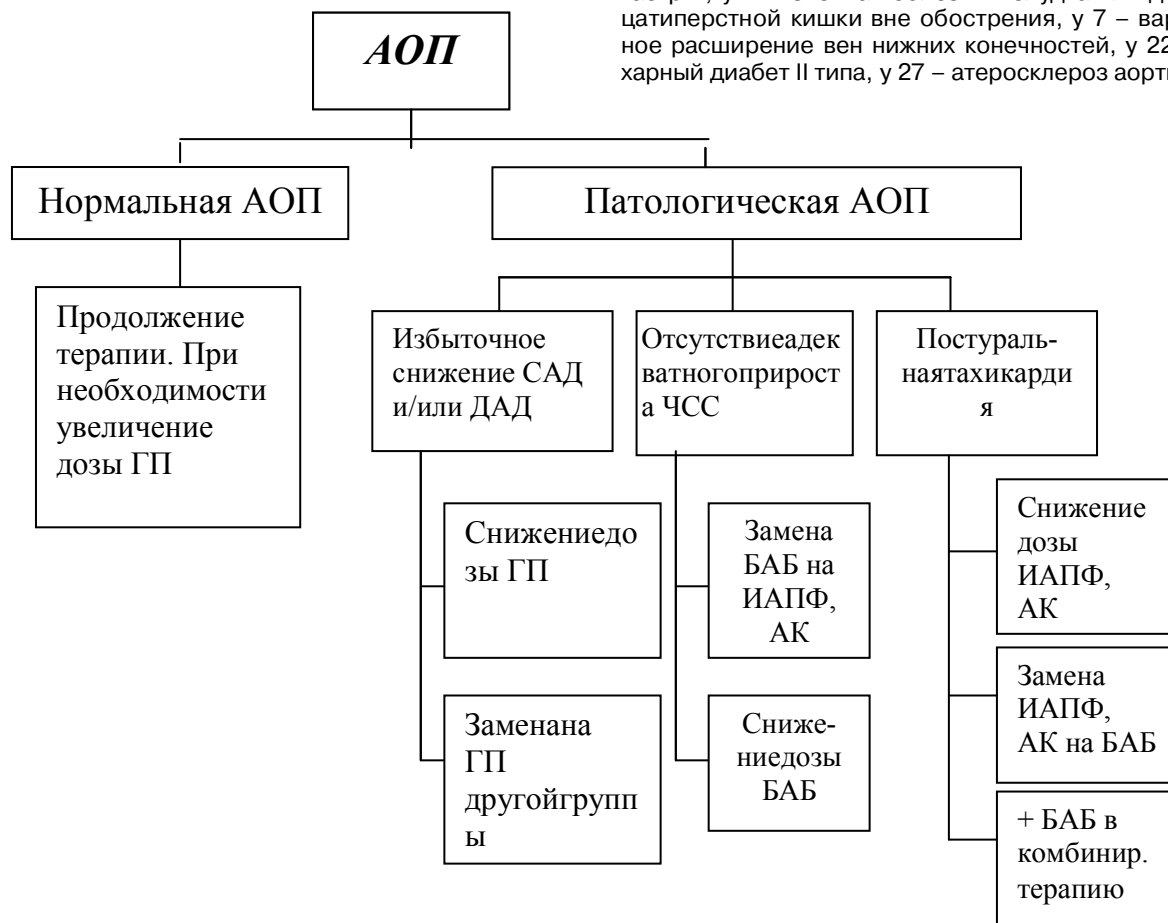 цатиперстной кишки вне обострения, у 7 – вар
ное расширение вен нижних конечностей, у 22
харный диабет II типа, у 27 – атеросклероз аорт
АОП
Нормальная АОП
Патологическая АОП
Продолжение
терапии. При
необходимости
увеличение
дозы ГП
Избыточное
снижение САД
и/или ДАД
Отсутствиеадек
ватногоприрост
а ЧСС
Постураль-
наятахикарди
я
Снижениедо
зы ГП
Заменана
ГП
другойгрупп
ы
Замена
БАБ на
ИАПФ,
АК
Сниже-
ниедозы
БАБ
Снижение
дозы
ИАПФ,
АК
Замена
ИАПФ,
АК на БАБ
+ БАБ в
комбинир.
терапию